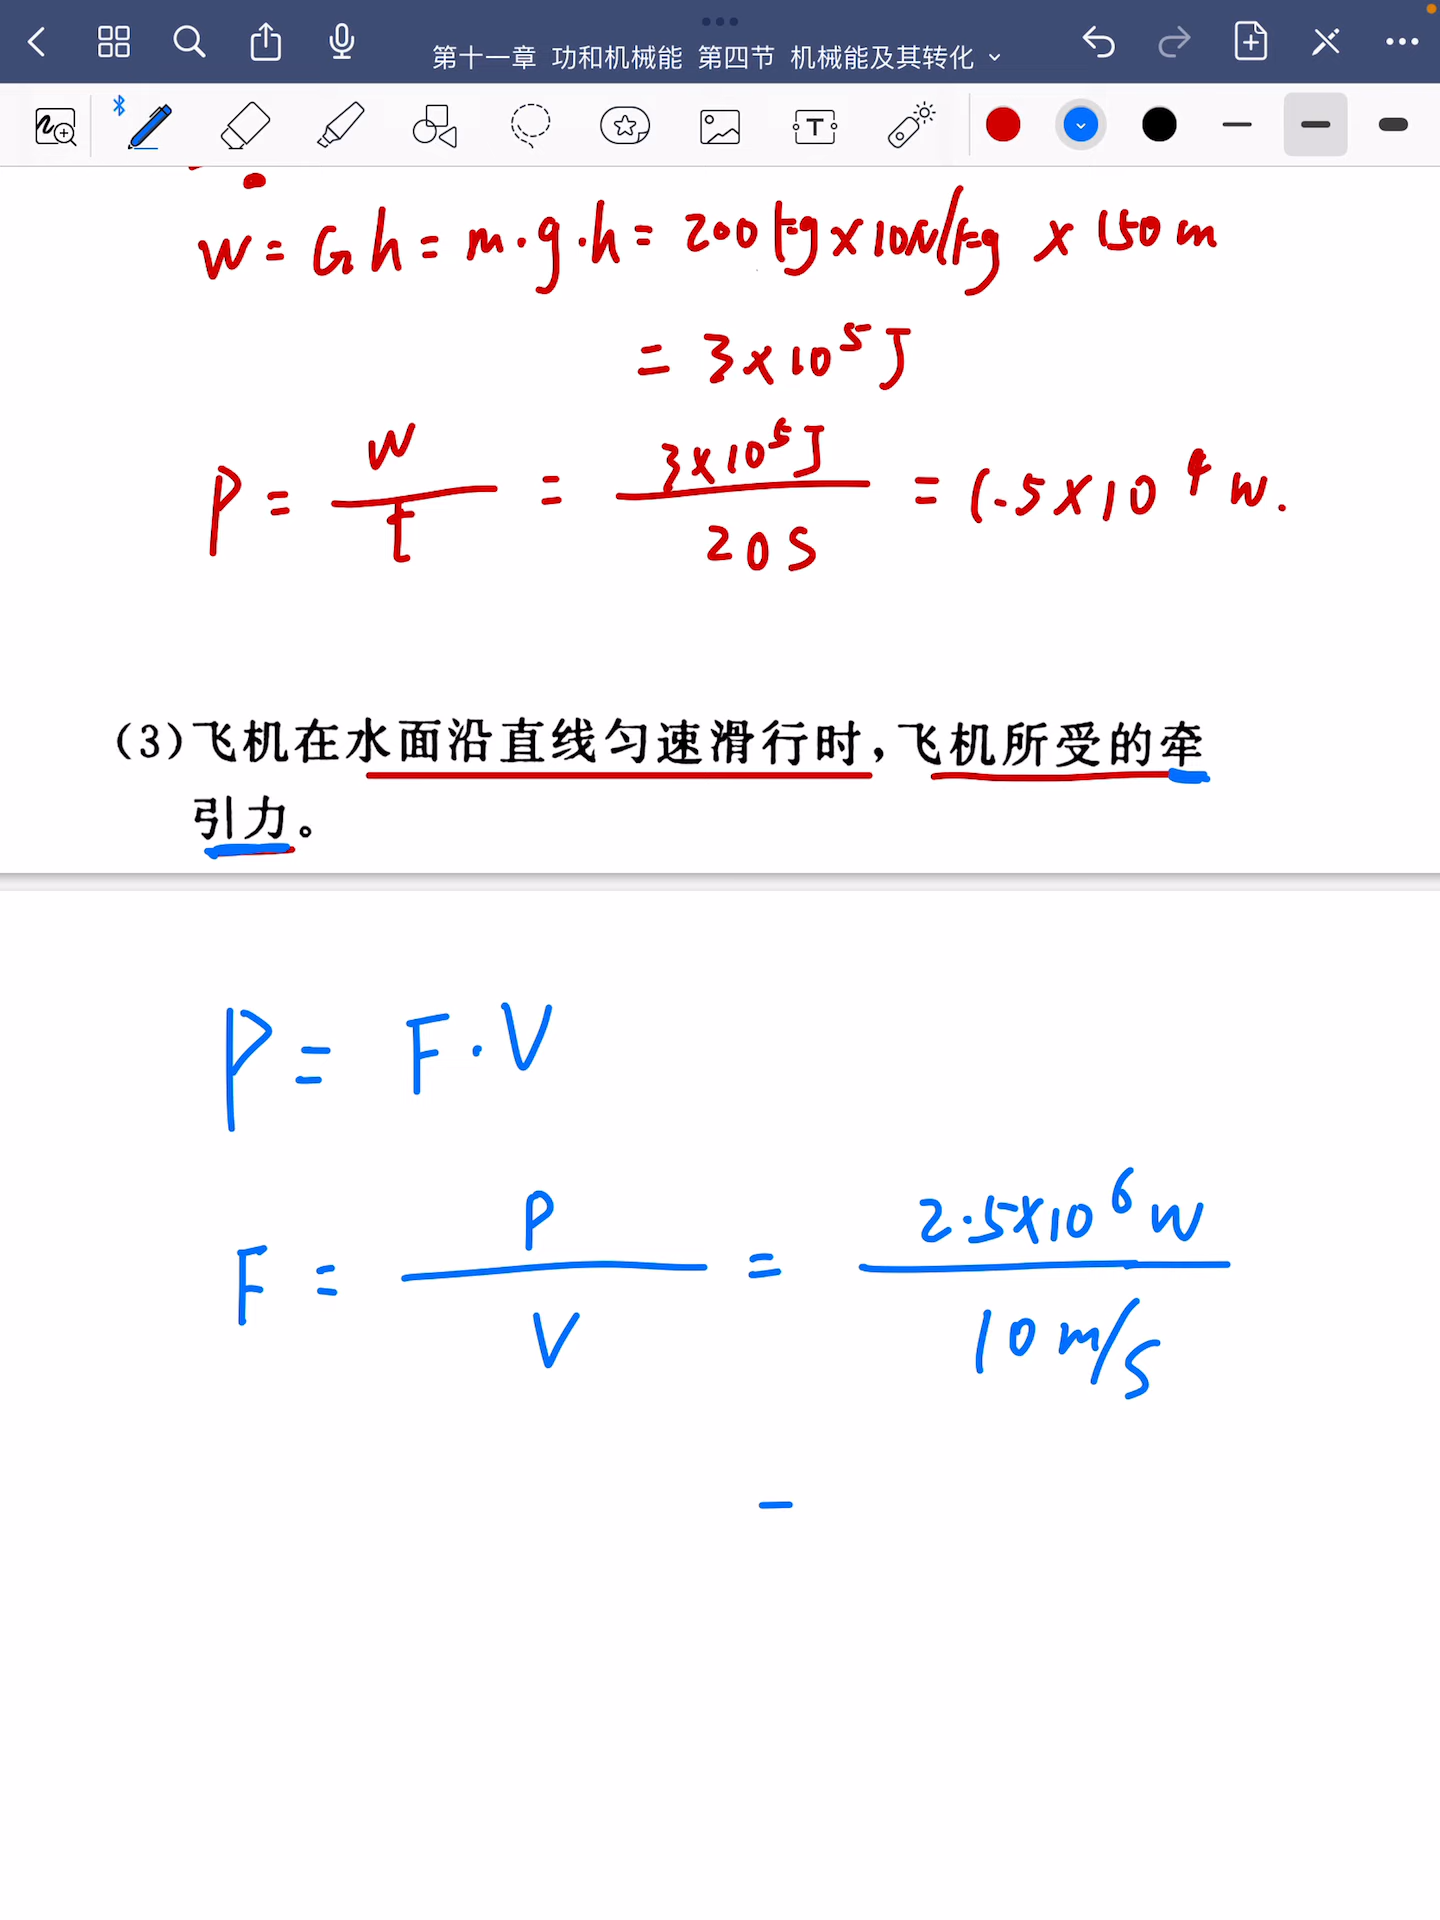 第十一章 功和机械能 第四节 机械能及其转化
T
W = Gh = m·g·h = 200kg×10N/kg × 150m
= 3×10⁵J
P = W/t = 3×10⁵J/20S = 1.5×10⁴W.
(3)飞机在水面沿直线匀速滑行时,飞机所受的牵
引力。
P = F·V
F = P/V = 2.5×10⁶W/10m/s